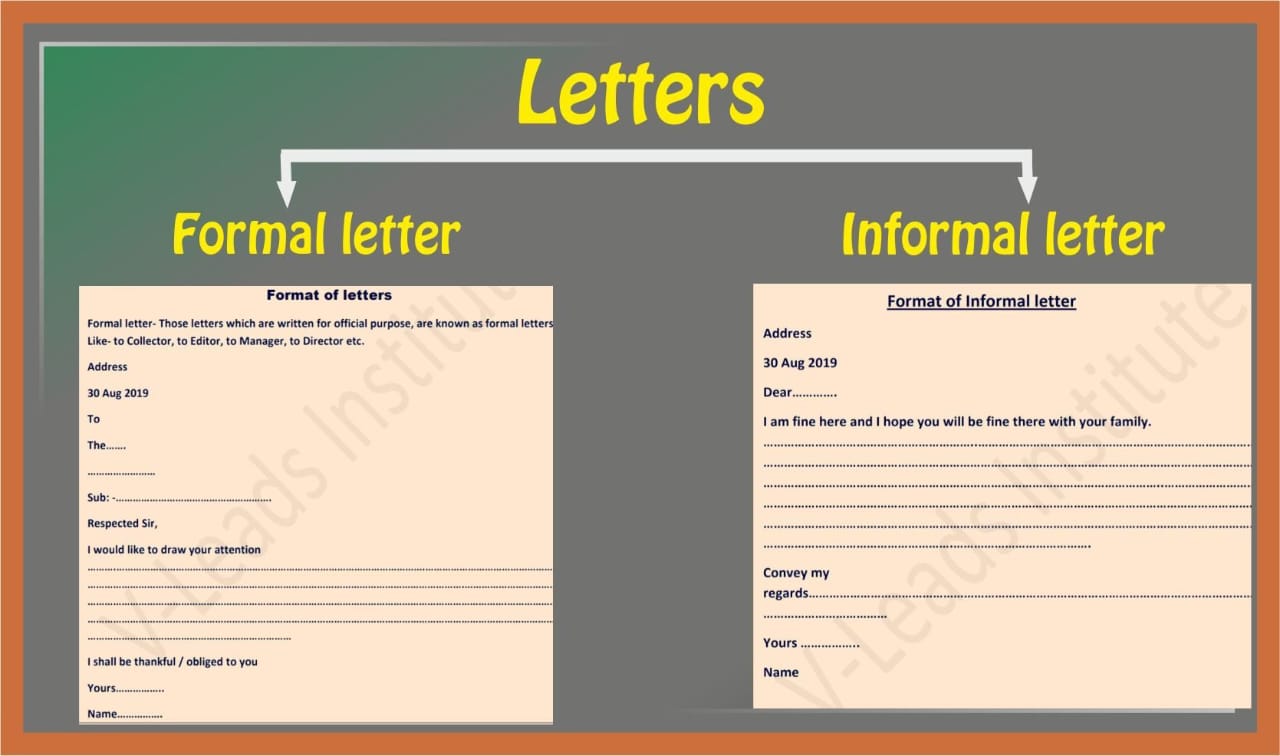 Letters
Formal letter
Format of letters
Formal letter- Those letters which are written for official purpose, are known as formal letters
Like- to Collector, to Editor, to Manager, to Director etc.
Address
30 Aug 2019
To
The.......
........................
Sub: -.......................................................
Respected Sir,
I would like to draw your attention
....................................................................................................................................................................
....................................................................................................................................................................
....................................................................................................................................................................
....................................................................................................................................................................
........................................................................
I shall be thankful / obliged to you
Yours.................
Name................
V-Leads Institute
Informal letter
Format of Informal letter
Address
30 Aug 2019
Dear.............
I am fine here and I hope you will be fine there with your family.
....................................................................................................................................................
....................................................................................................................................................
....................................................................................................................................................
....................................................................................................................................................
....................................................................................................................................................
..................................................................................................
Convey my
regards.......................................................................................................................................
.....................................
Yours .................
Name
V-Leads Institute